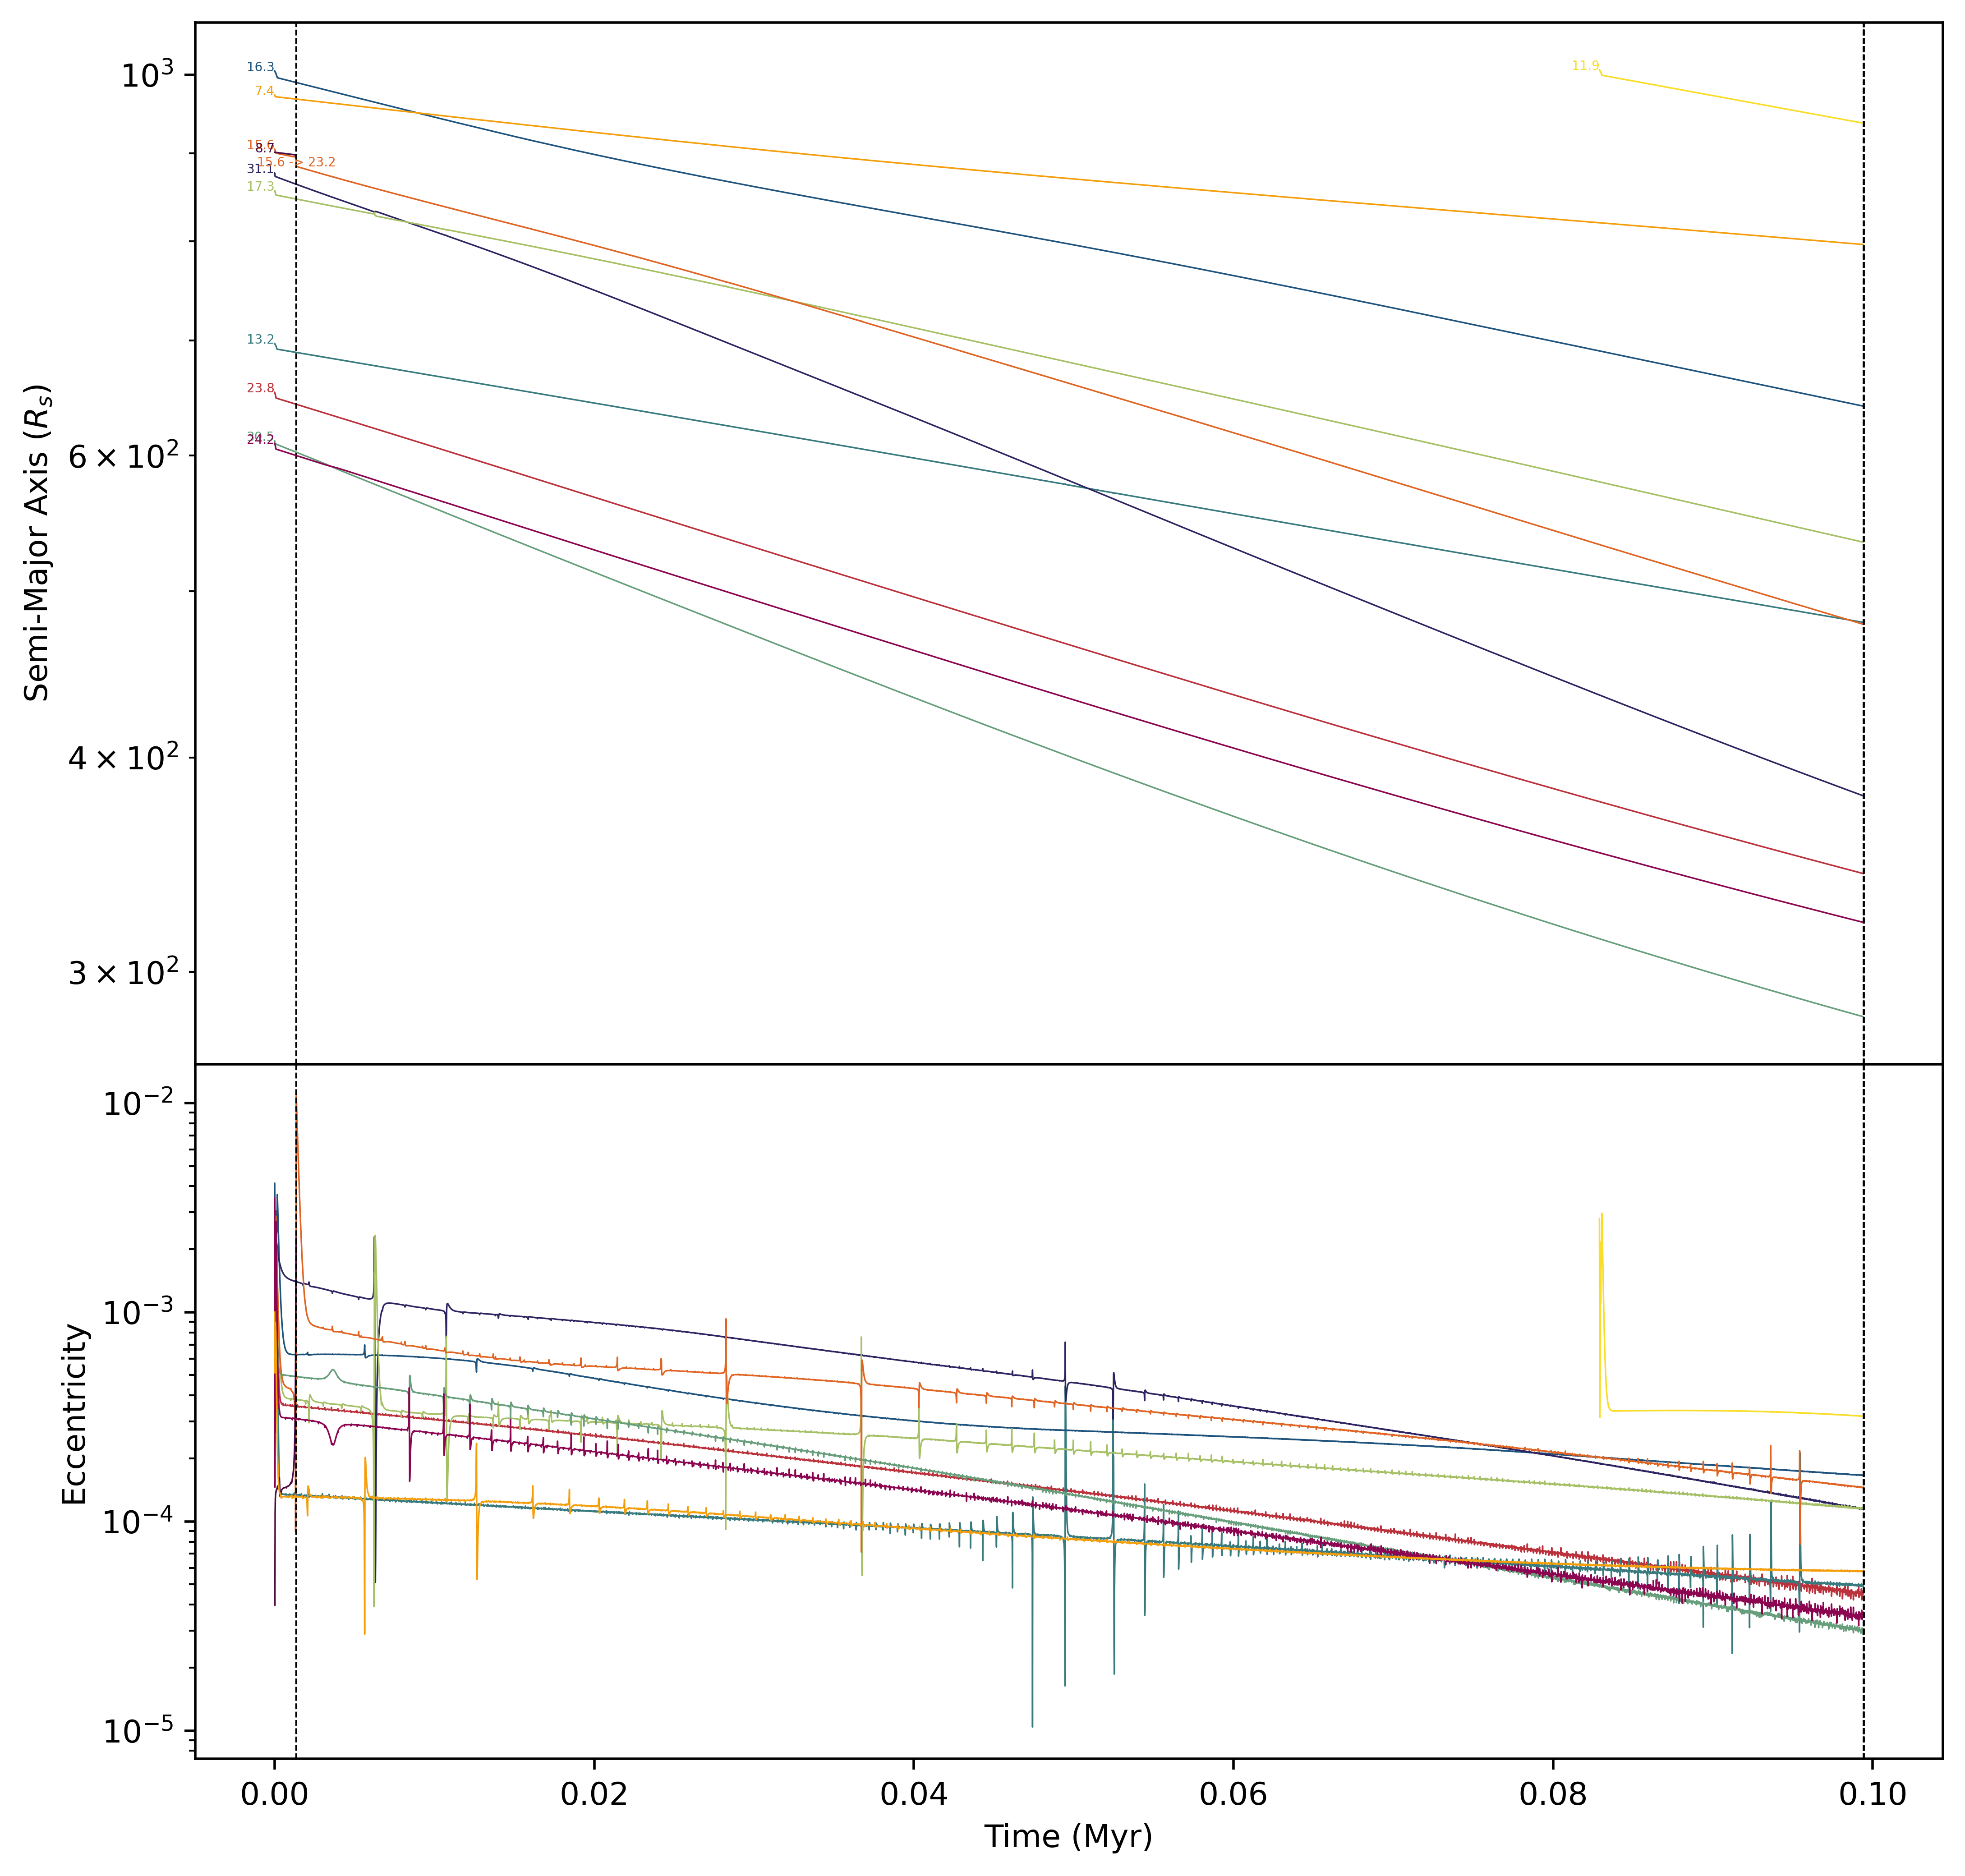 Semi-Major Axis (R_s)
10^3
6 × 10^2
4 × 10^2
3 × 10^2
16.3
7.4
15.6
8.7
15.6 -> 23.2
31.1
17.3
13.2
23.8
24.2
11.9
Eccentricity
10^-2
10^-3
10^-4
10^-5
0.00 0.02 0.04 0.06 0.08 0.10
Time (Myr)